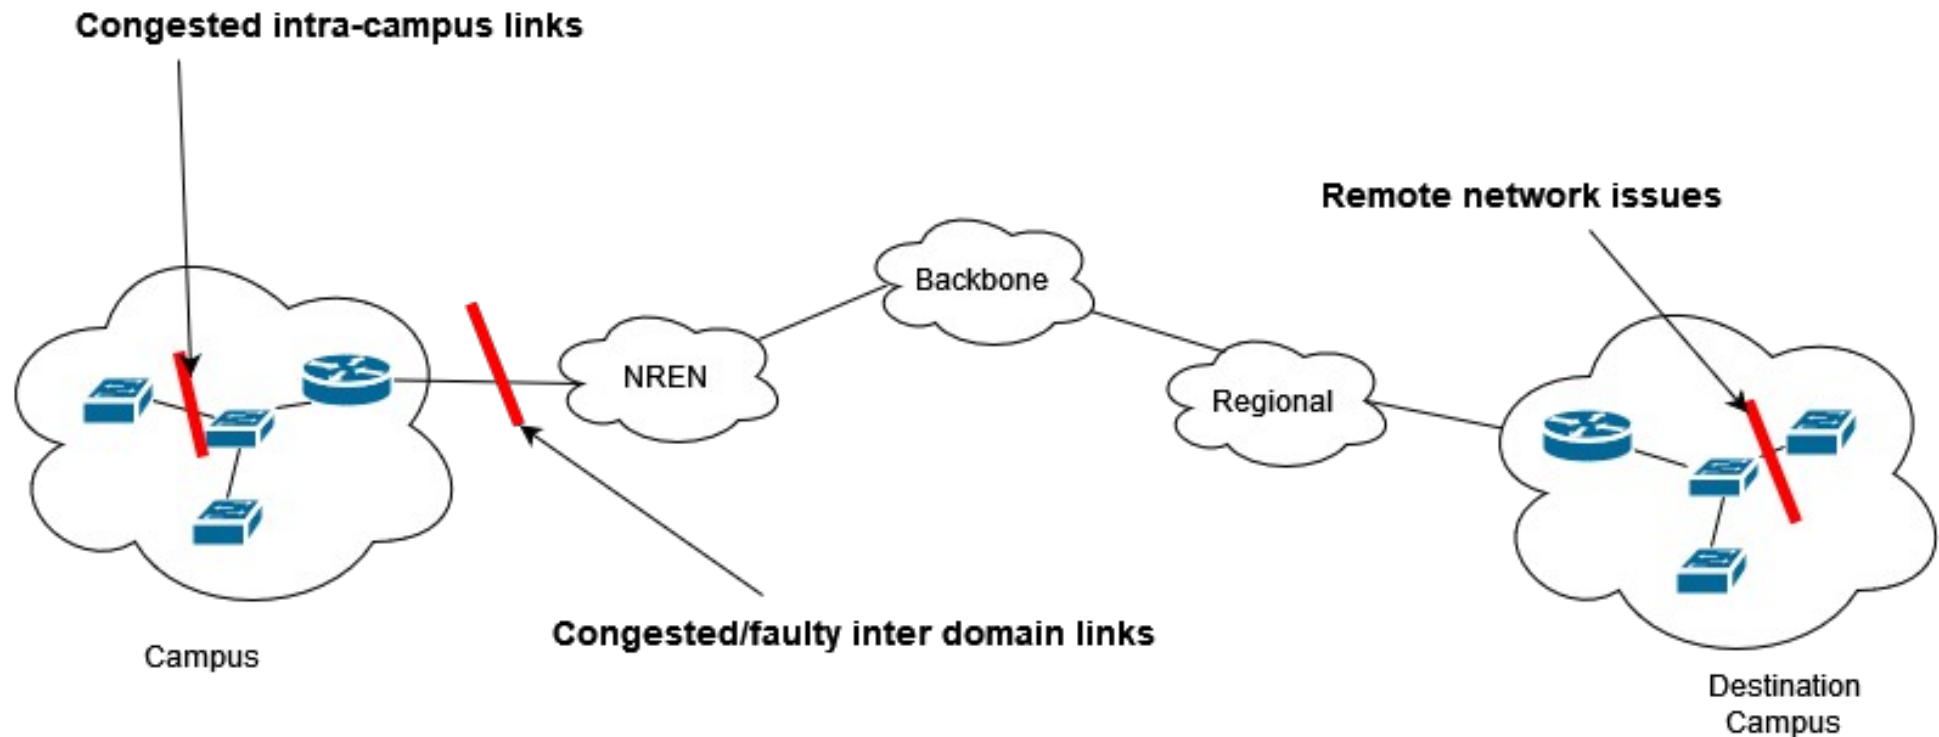 Congested intra-campus links
Remote network issues
Backbone
NREN
Regional
Congested/faulty inter domain links
Campus
Destination
Campus